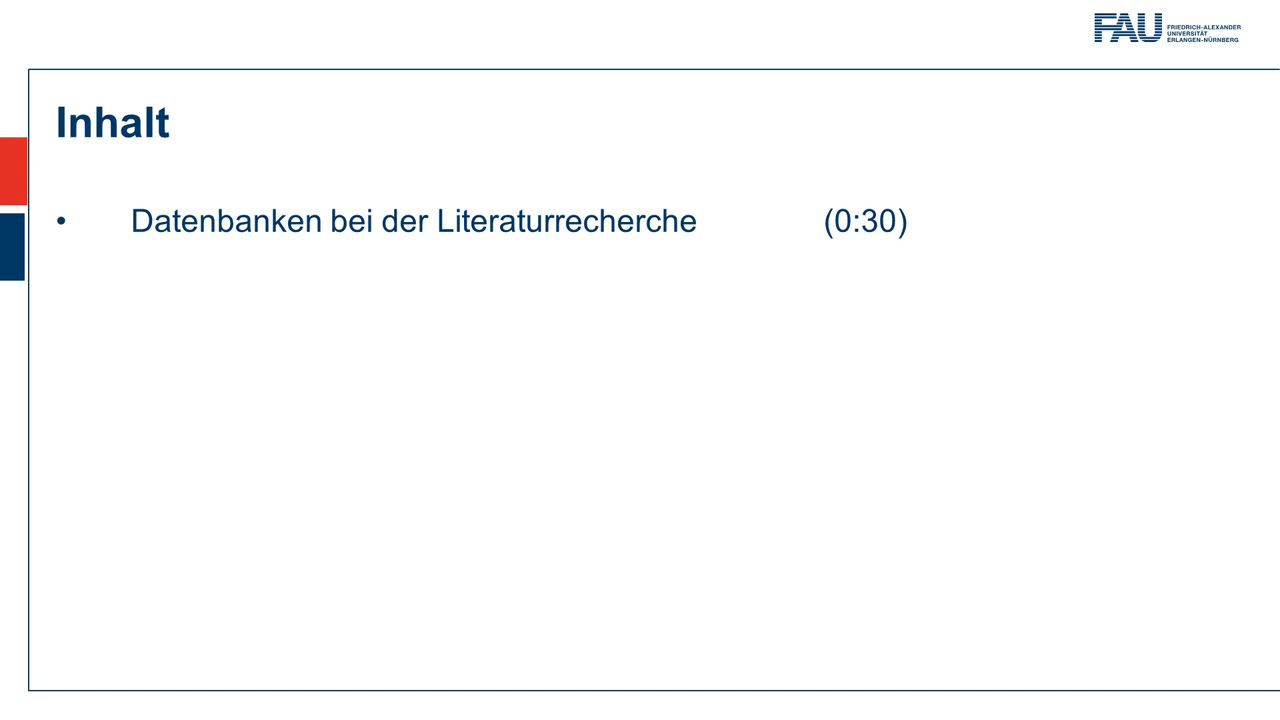 FAU FRIEDRICH-ALEXANDER
UNIVERSITÄT
ERLANGEN-NÜRNBERG
Inhalt
• Datenbanken bei der Literaturrecherche (0:30)